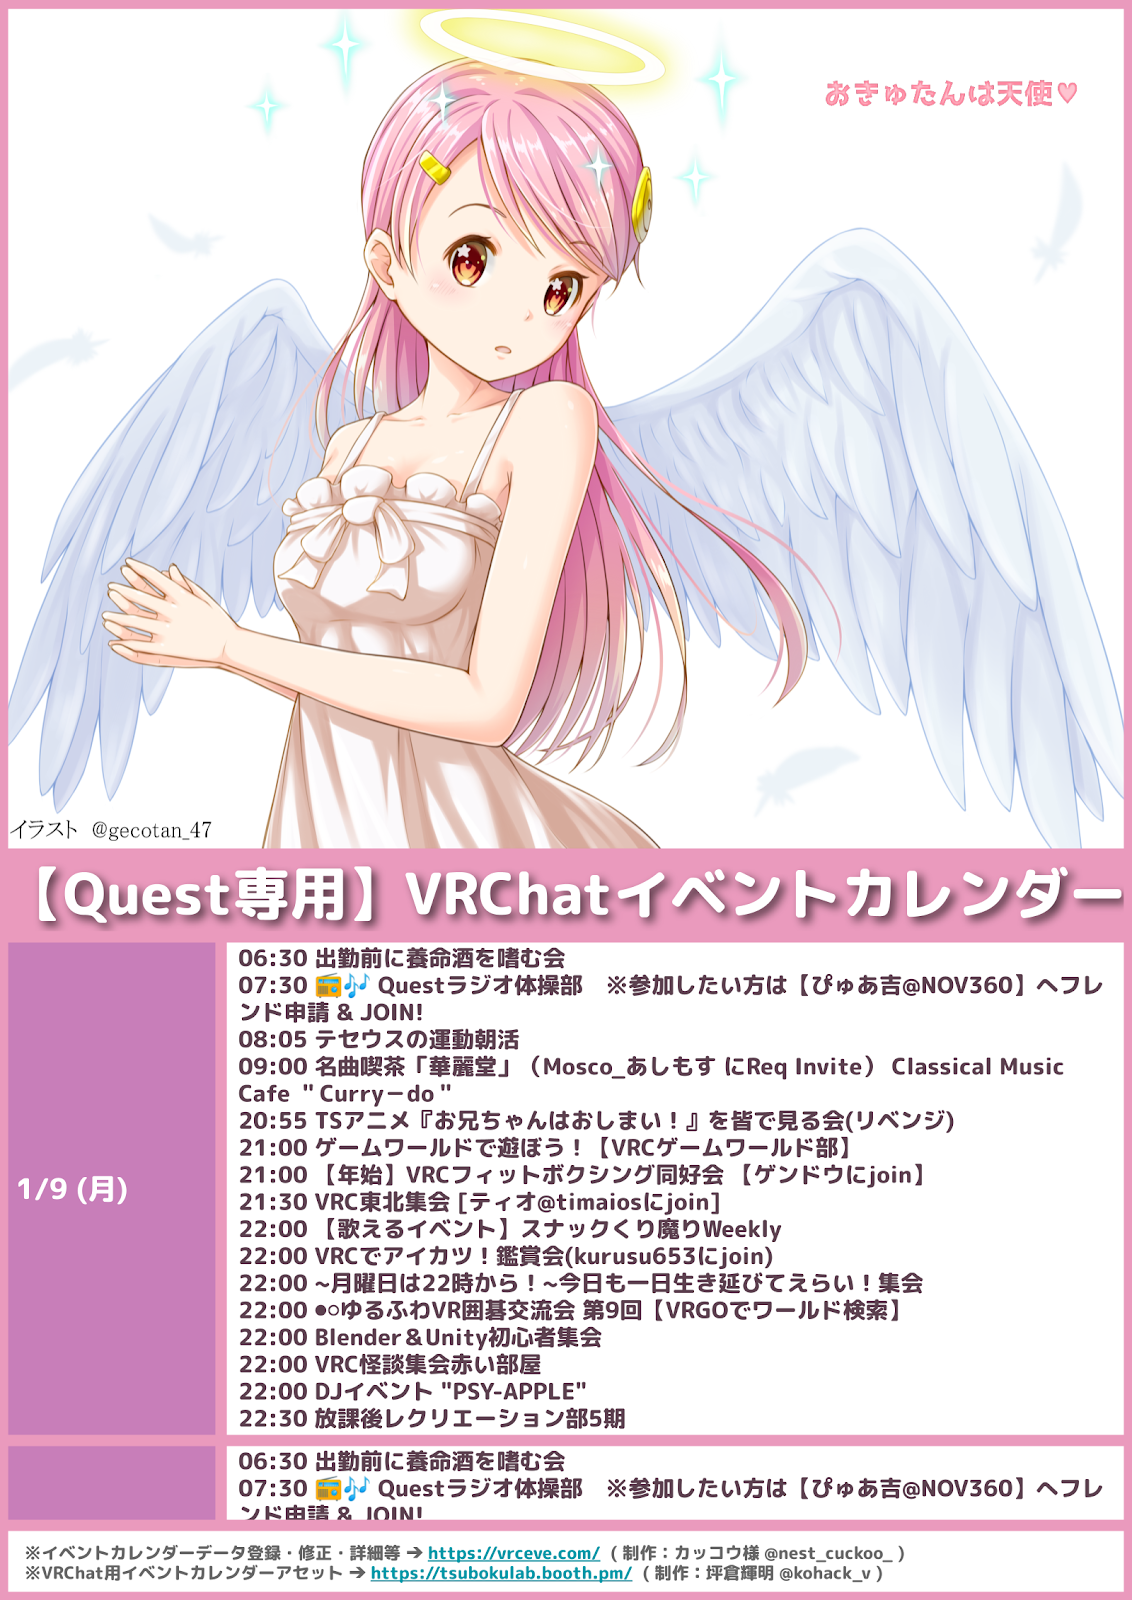 おきゅたんは天使♥
イラスト @gecotan_47
【Quest専用】VRChatイベントカレンダー
1/9 (月)
06:30 出勤前に養命酒を嗜む会
07:30 📻🎶 Questラジオ体操部　※参加したい方は【ぴゅあ吉@NOV360】へフレ
ンド申請 & JOIN!
08:05 テセウスの運動朝活
09:00 名曲喫茶「華麗堂」（Mosco_あしもす にReq Invite） Classical Music
Cafe ＂Curry－do＂
20:55 TSアニメ『お兄ちゃんはおしまい！』を皆で見る会(リベンジ)
21:00 ゲームワールドで遊ぼう！【VRCゲームワールド部】
21:00 【年始】VRCフィットボクシング同好会 【ゲンドウにjoin】
21:30 VRC東北集会 [ティオ@timaiosにjoin]
22:00 【歌えるイベント】スナックくり魔りWeekly
22:00 VRCでアイカツ！鑑賞会(kurusu653にjoin)
22:00 ~月曜日は22時から！~今日も一日生き延びてえらい！集会
22:00 ●○ゆるふわVR囲碁交流会 第9回【VRGOでワールド検索】
22:00 Blender＆Unity初心者集会
22:00 VRC怪談集会赤い部屋
22:00 DJイベント "PSY-APPLE"
22:30 放課後レクリエーション部5期
06:30 出勤前に養命酒を嗜む会
07:30 📻🎶 Questラジオ体操部　※参加したい方は【ぴゅあ吉@NOV360】へフレ
ンド申請 & JOIN!
※イベントカレンダーデータ登録・修正・詳細等 ➔ https://vrceve.com/ （制作：カッコウ様 @nest_cuckoo_ ）
※VRChat用イベントカレンダーアセット ➔ https://tsubokulab.booth.pm/ （制作：坪倉輝明 @kohack_v ）